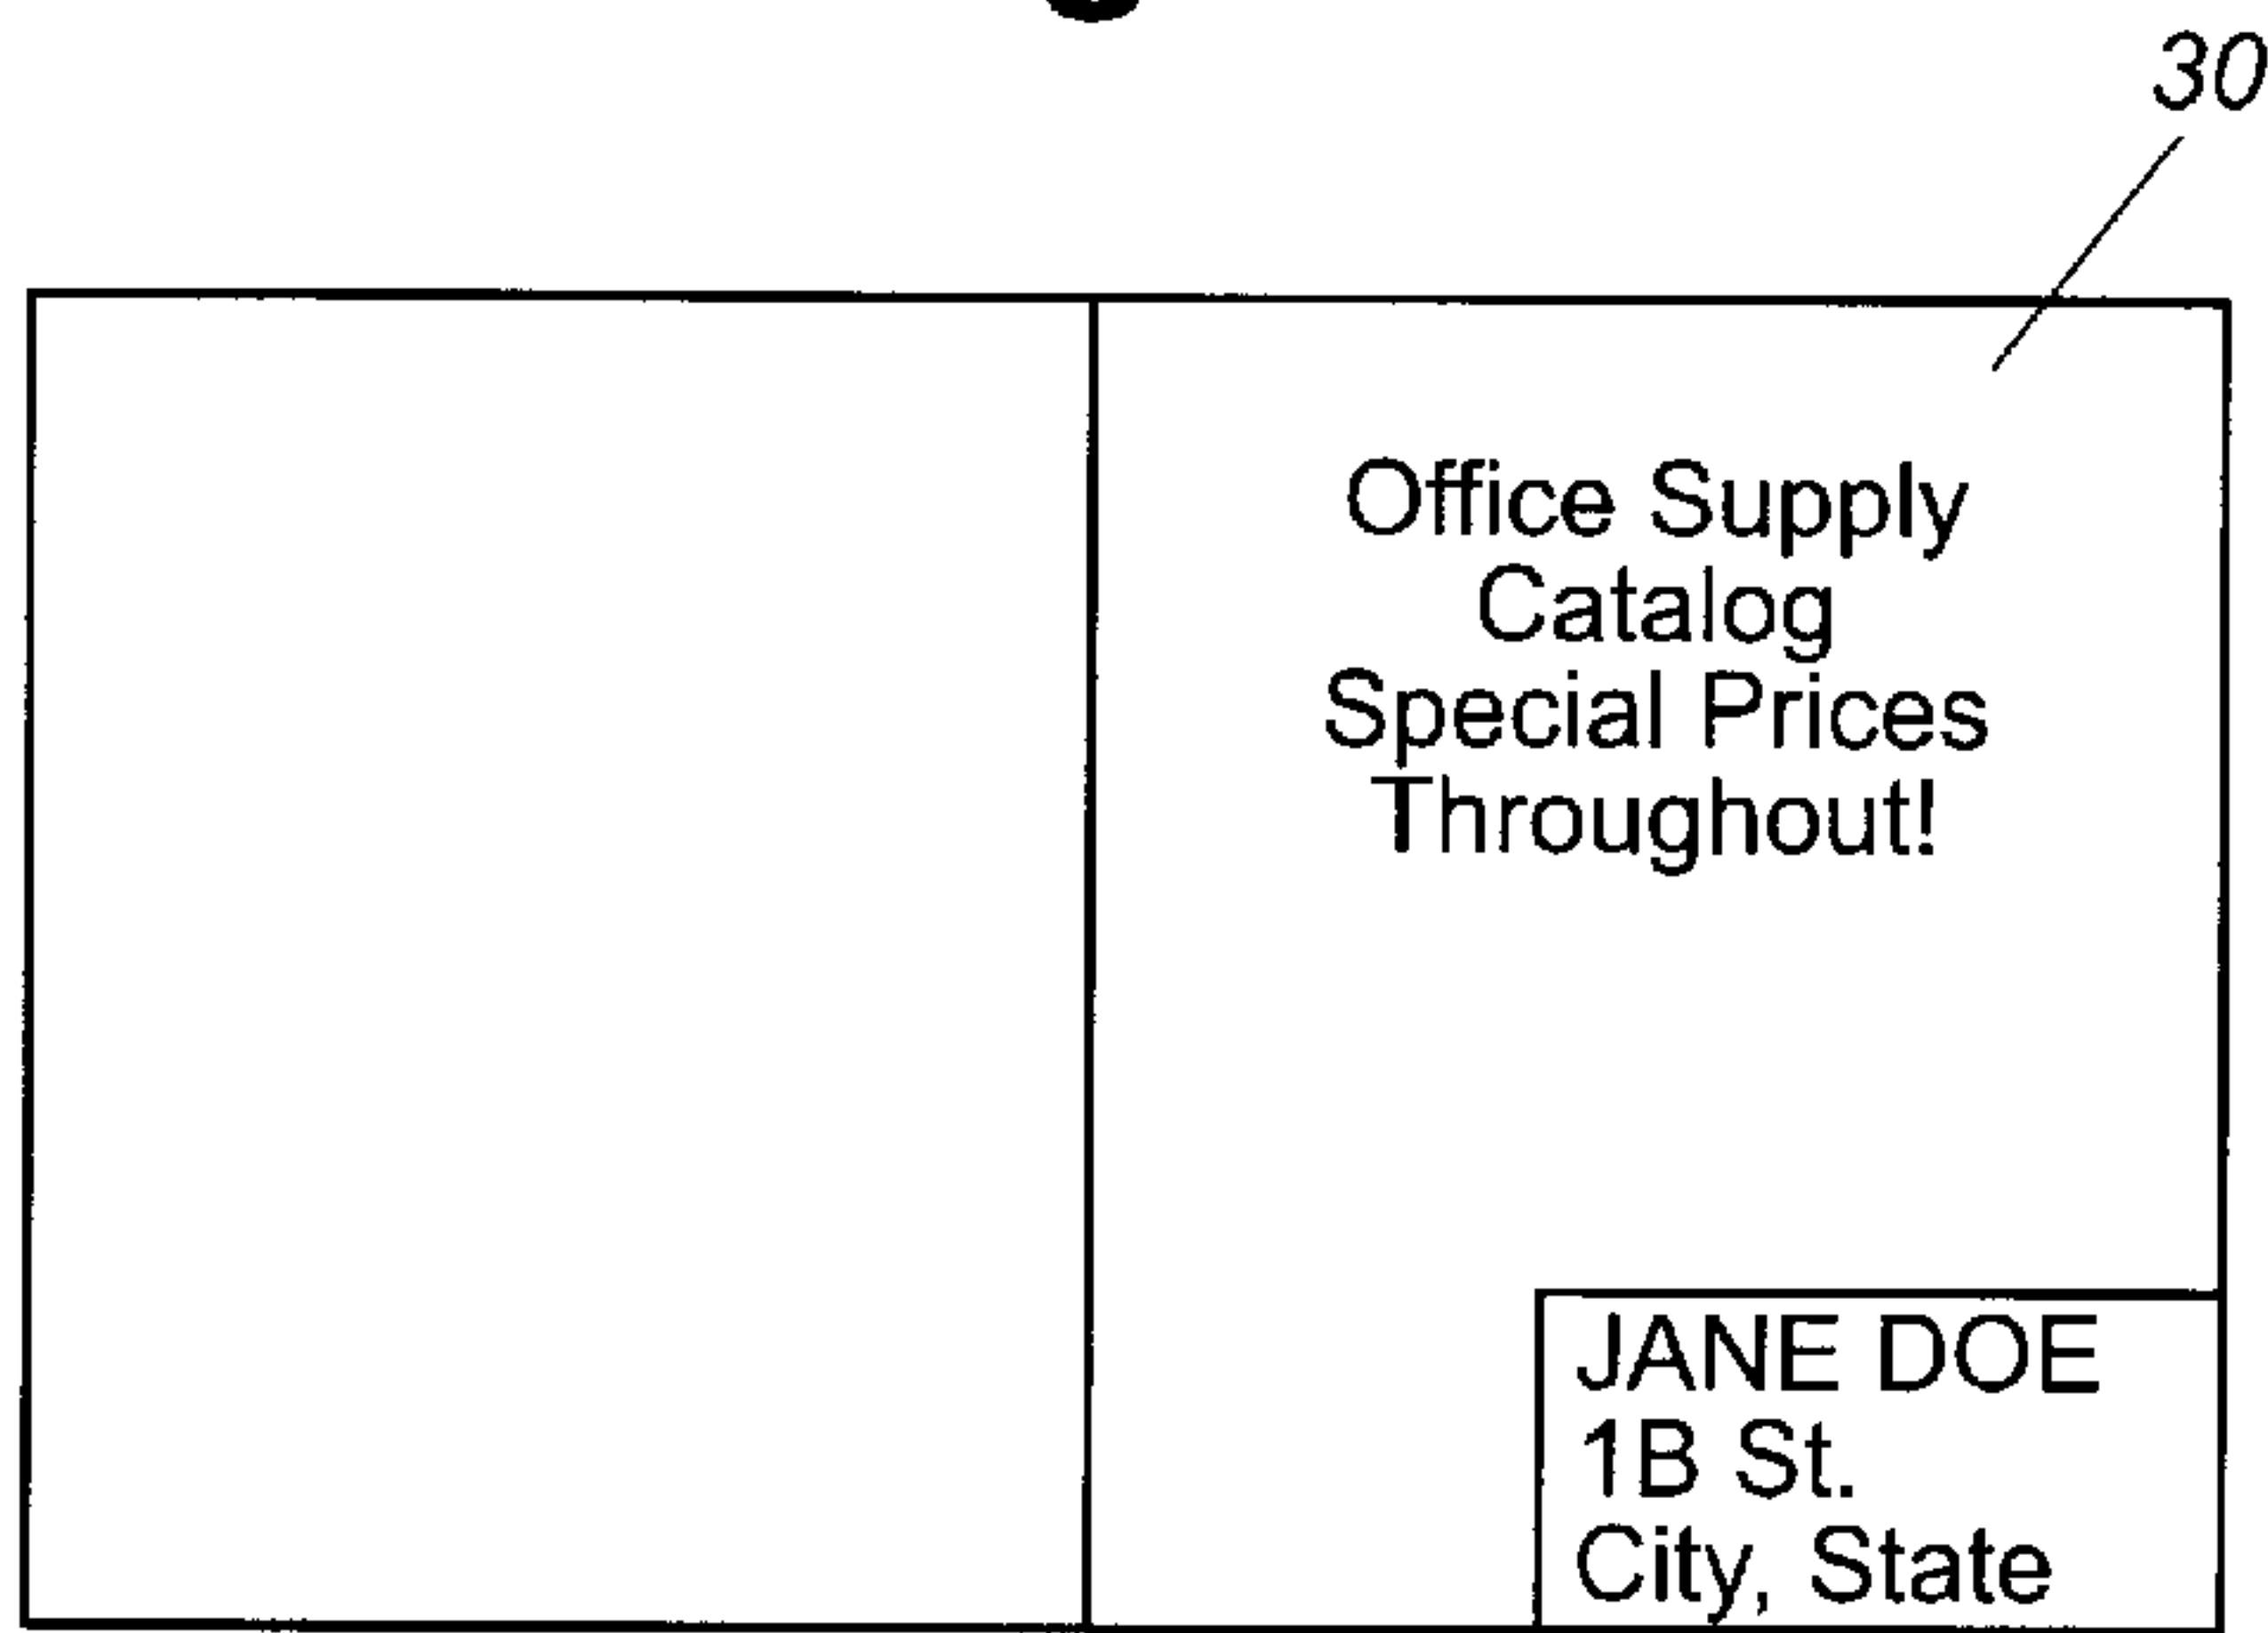 30
Office Supply
Catalog
Special Prices
Throughout!
JANE DOE
1B St.
City, State